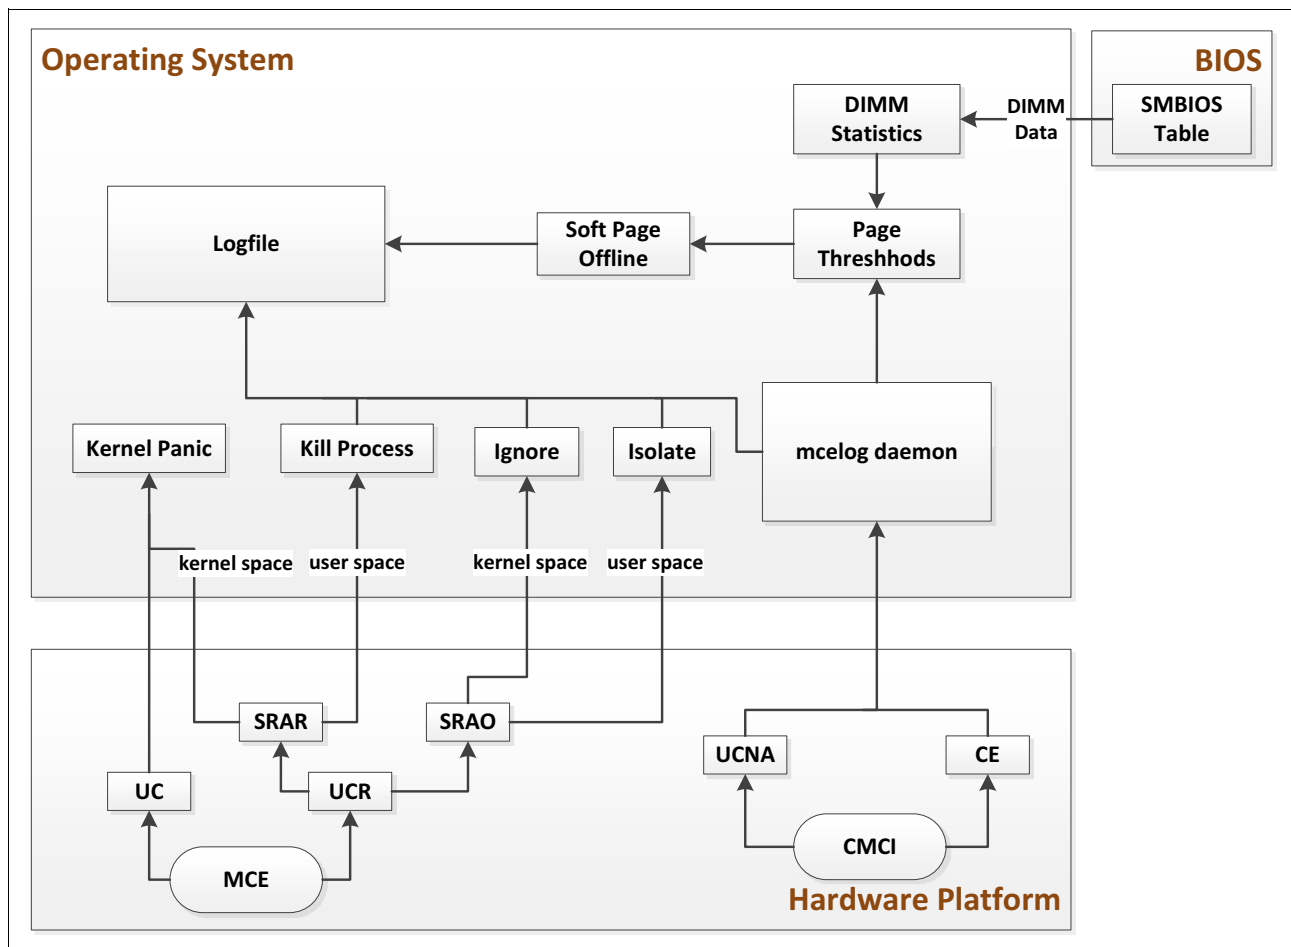 Operating System
BIOS
DIMM
Statistics
DIMM
Data
SMBIOS
Table
Logfile
Soft Page
Offline
Page
Threshhods
Kernel Panic
Kill Process
Ignore
Isolate
mcelog daemon
kernel space
user space
kernel space
user space
SRAR
SRAO
UCNA
CE
UC
UCR
MCE
CMCI
Hardware Platform